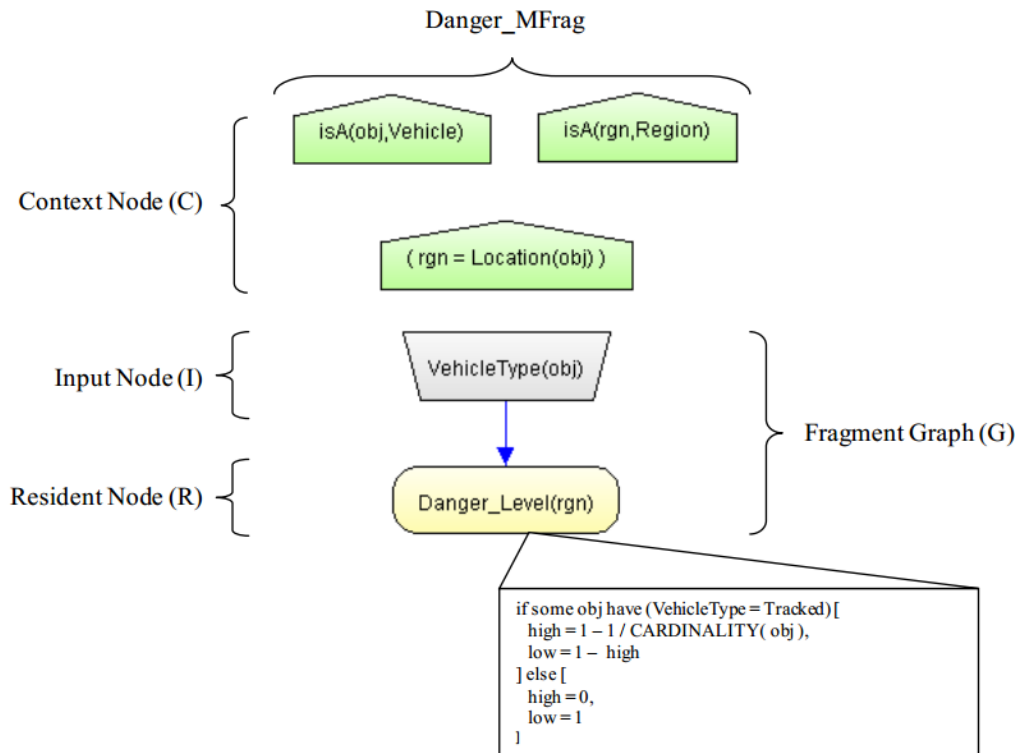 Danger_MFrag
isA(obj,Vehicle)
isA(rgn,Region)
Context Node (C)
( rgn = Location(obj) )
Input Node (I)
VehicleType(obj)
Fragment Graph (G)
Resident Node (R)
Danger_Level(rgn)
if some obj have (VehicleType = Tracked) [
high = 1 – 1 / CARDINALITY( obj ),
low = 1 – high
] else [
high = 0,
low = 1
]